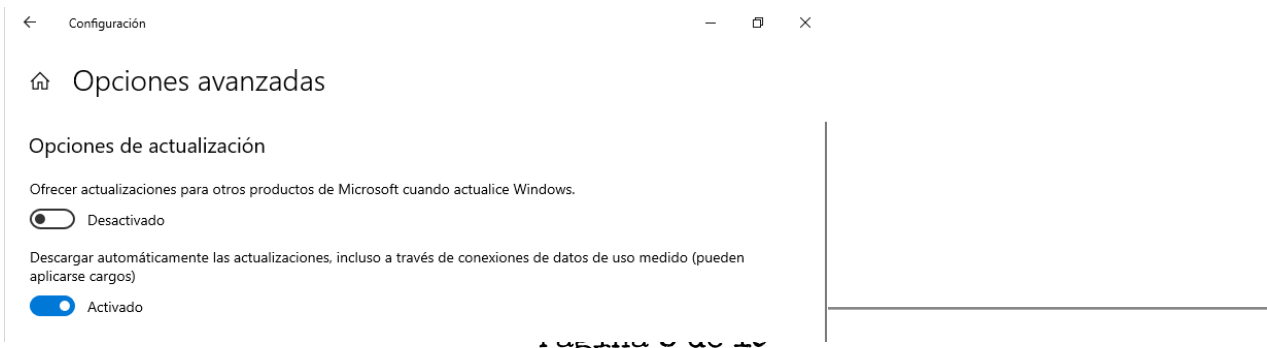 Configuración
Opciones avanzadas
Opciones de actualización
Ofrecer actualizaciones para otros productos de Microsoft cuando actualice Windows.
Desactivado
Descargar automáticamente las actualizaciones, incluso a través de conexiones de datos de uso medido (pueden
aplicarse cargos)
Activado